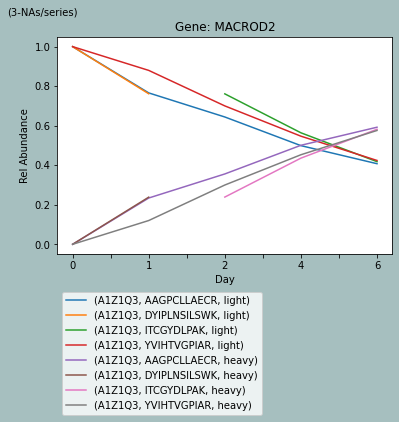 (3-NAs/series)
Gene: MACROD2
1.0
0.8
0.6
0.4
0.2
0.0
Rel Abundance
0 1 2 4 6
Day
(A1Z1Q3, AAGPCLLAECR, light)
(A1Z1Q3, DYIPLNSILSWK, light)
(A1Z1Q3, ITCGYDLPAK, light)
(A1Z1Q3, YVIHTVGPIAR, light)
(A1Z1Q3, AAGPCLLAECR, heavy)
(A1Z1Q3, DYIPLNSILSWK, heavy)
(A1Z1Q3, ITCGYDLPAK, heavy)
(A1Z1Q3, YVIHTVGPIAR, heavy)